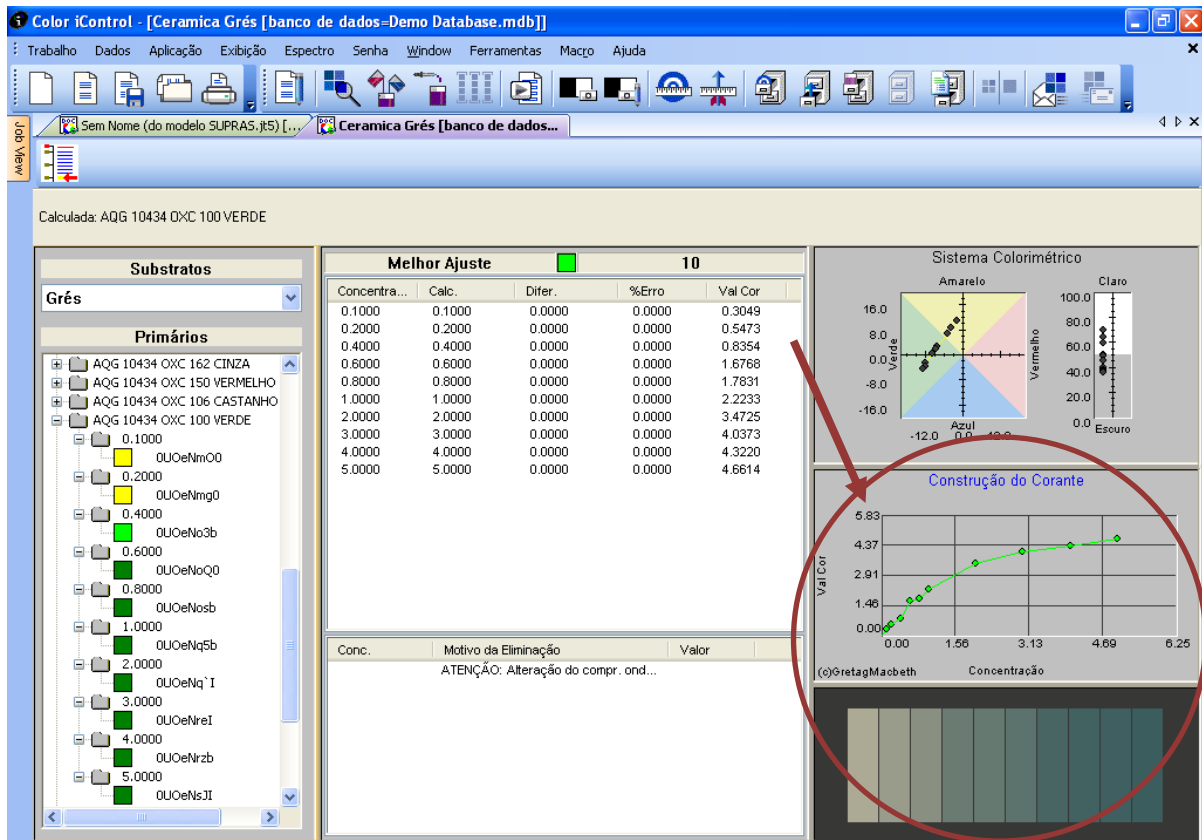 Color iControl - [Ceramica Grés [banco de dados=Demo Database.mdb]]
Trabalho Dados Aplicação Exibição Espectro Senha Window Ferramentas Macro Ajuda
Job View
Sem Nome (do modelo SUPRAS.jt5) [...
Ceramica Grés [banco de dados...
Calculada: AQG 10434 OXC 100 VERDE
Substratos
Grés
Primários
AQG 10434 OXC 162 CINZA
AQG 10434 OXC 150 VERMELHO
AQG 10434 OXC 106 CASTANHO
AQG 10434 OXC 100 VERDE
0.1000
0UOeNmO0
0.2000
0UOeNmg0
0.4000
0UOeNo3b
0.6000
0UOeNoQ0
0.8000
0UOeNosb
1.0000
0UOeNq5b
2.0000
0UOeNq`I
3.0000
0UOeNreI
4.0000
0UOeNrzb
5.0000
0UOeNsJI
Melhor Ajuste 10
Concentra... Calc. Difer. %Erro Val Cor
0.1000 0.1000 0.0000 0.0000 0.3049
0.2000 0.2000 0.0000 0.0000 0.5473
0.4000 0.4000 0.0000 0.0000 0.8354
0.6000 0.6000 0.0000 0.0000 1.6768
0.8000 0.8000 0.0000 0.0000 1.7831
1.0000 1.0000 0.0000 0.0000 2.2233
2.0000 2.0000 0.0000 0.0000 3.4725
3.0000 3.0000 0.0000 0.0000 4.0373
4.0000 4.0000 0.0000 0.0000 4.3220
5.0000 5.0000 0.0000 0.0000 4.6614
Conc. Motivo da Eliminação Valor
ATENÇÃO: Alteração do compr. ond...
Sistema Colorimétrico
Amarelo
Claro
16.0
8.0
0.0
-8.0
-16.0
Verde
Vermelho
Azul
-12.0 0.0 12.0
100.0
80.0
60.0
40.0
20.0
0.0
Escuro
Construção do Corante
5.83
4.37
2.91
1.46
0.00
Val Cor
0.00 1.56 3.13 4.69 6.25
(c)GretagMacbeth
Concentração